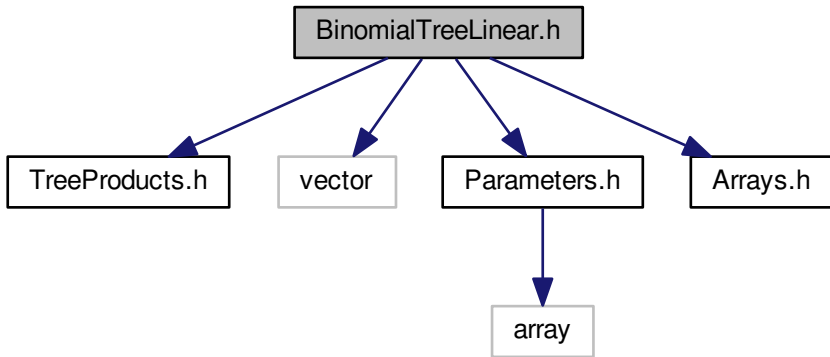 BinomialTreeLinear.h
TreeProducts.h
vector
Parameters.h
Arrays.h
array